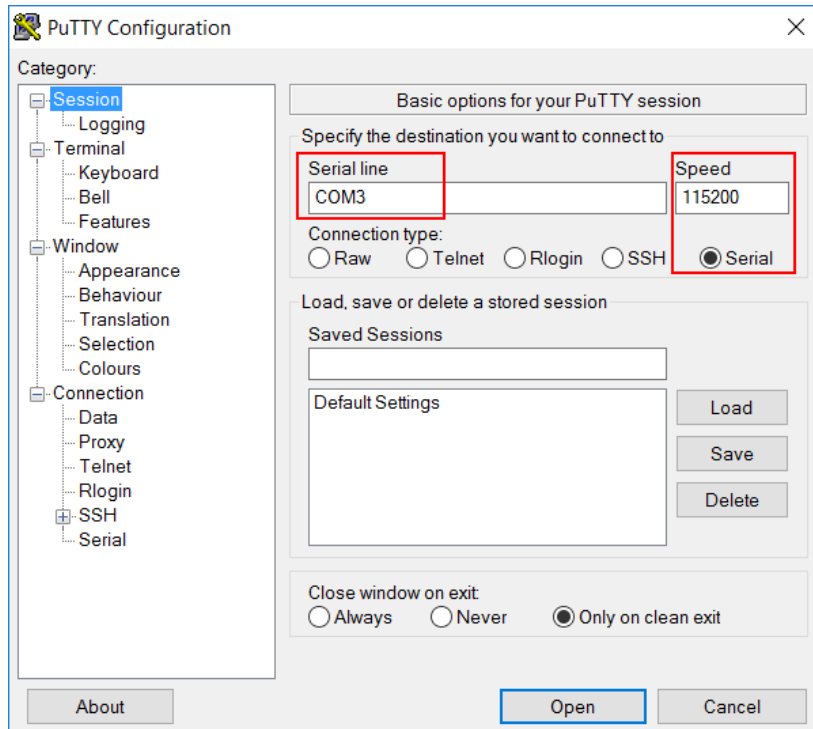 PuTTY Configuration
Category:
Session
Logging
Terminal
Keyboard
Bell
Features
Window
Appearance
Behaviour
Translation
Selection
Colours
Connection
Data
Proxy
Telnet
Rlogin
SSH
Serial
Basic options for your PuTTY session
Specify the destination you want to connect to
Serial line Speed
COM3 115200
Connection type:
Raw Telnet Rlogin SSH Serial
Load, save or delete a stored session
Saved Sessions
Default Settings
Load
Save
Delete
Close window on exit:
Always Never Only on clean exit
About Open Cancel